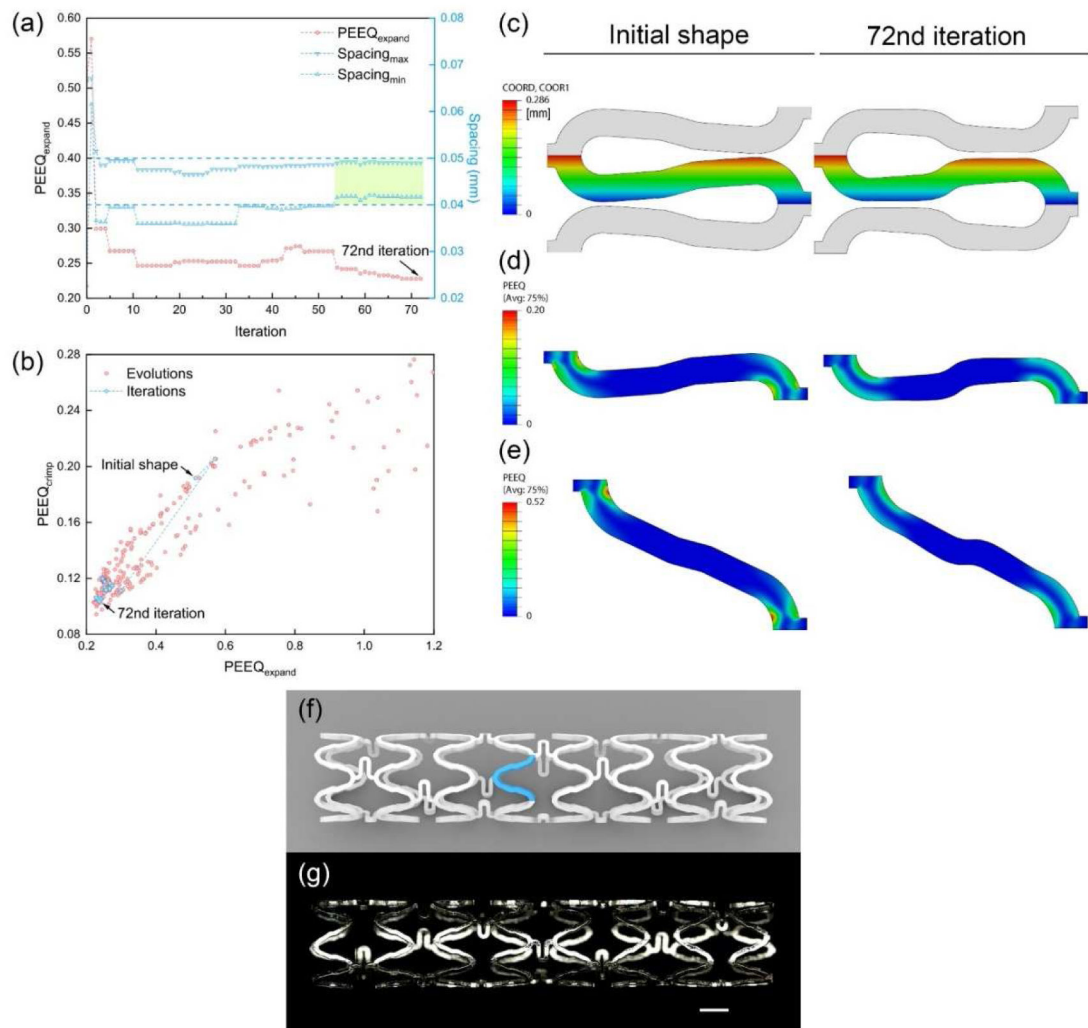 (a)
0.60
0.55
0.50
0.45
0.40
0.35
0.30
0.25
0.20
PEEQexpand
PEEQexpand
Spacingmax
Spacingmin
0.08
0.07
0.06
0.05
0.04
0.03
0.02
Spacing (mm)
72nd iteration
0 10 20 30 40 50 60 70
Iteration
(b)
0.28
0.24
0.20
0.16
0.12
0.08
PEEQcrimp
Evolutions
Iterations
Initial shape
72nd iteration
0.2 0.4 0.6 0.8 1.0 1.2
PEEQexpand
(c)
Initial shape
72nd iteration
COORD, COOR1
0.286
[mm]
0
(d)
PEEQ
[Avg: 75%]
0.20
0
(e)
PEEQ
[Avg: 75%]
0.52
0
(f)
(g)